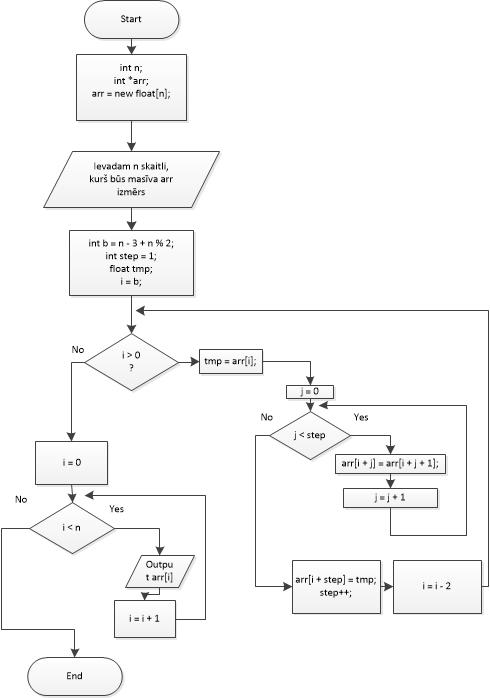 Start
int n;
int *arr;
arr = new float[n];
Ievadam n skaitli,
kurš būs masīva arr
izmērs
int b = n - 3 + n % 2;
int step = 1;
float tmp;
i = b;
No
i > 0
?
tmp = arr[i];
j = 0
No
Yes
j < step
arr[i + j] = arr[i + j + 1];
j = j + 1
arr[i + step] = tmp;
step++;
i = i - 2
i = 0
No
Yes
i < n
Outpu
t arr[i]
i = i + 1
End